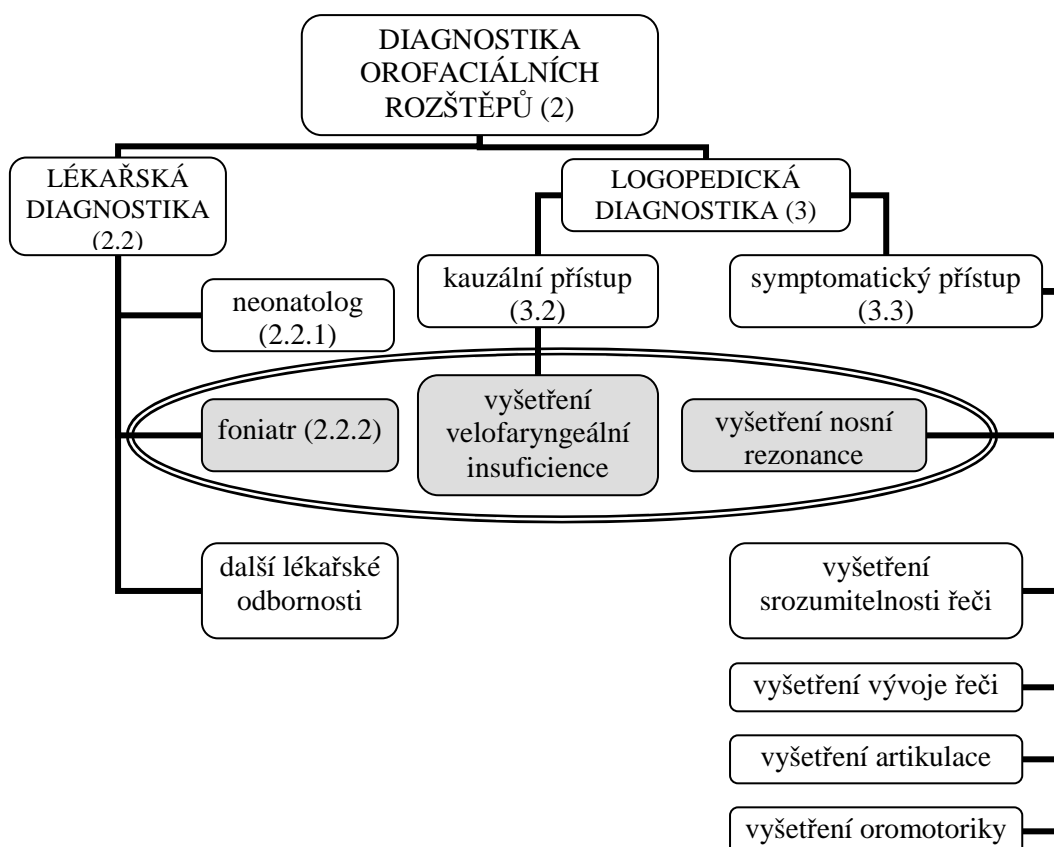 DIAGNOSTIKA
OROFACIÁLNÍCH
ROZŠTĚPŮ (2)
LÉKAŘSKÁ
DIAGNOSTIKA
(2.2)
LOGOPEDICKÁ
DIAGNOSTIKA (3)
neonatolog
(2.2.1)
kauzální přístup
(3.2)
symptomatický přístup
(3.3)
foniatr (2.2.2)
vyšetření
velofaryngeální
insuficience
vyšetření nosní
rezonance
další lékařské
odbornosti
vyšetření
srozumitelnosti řeči
vyšetření vývoje řeči
vyšetření artikulace
vyšetření oromotoriky